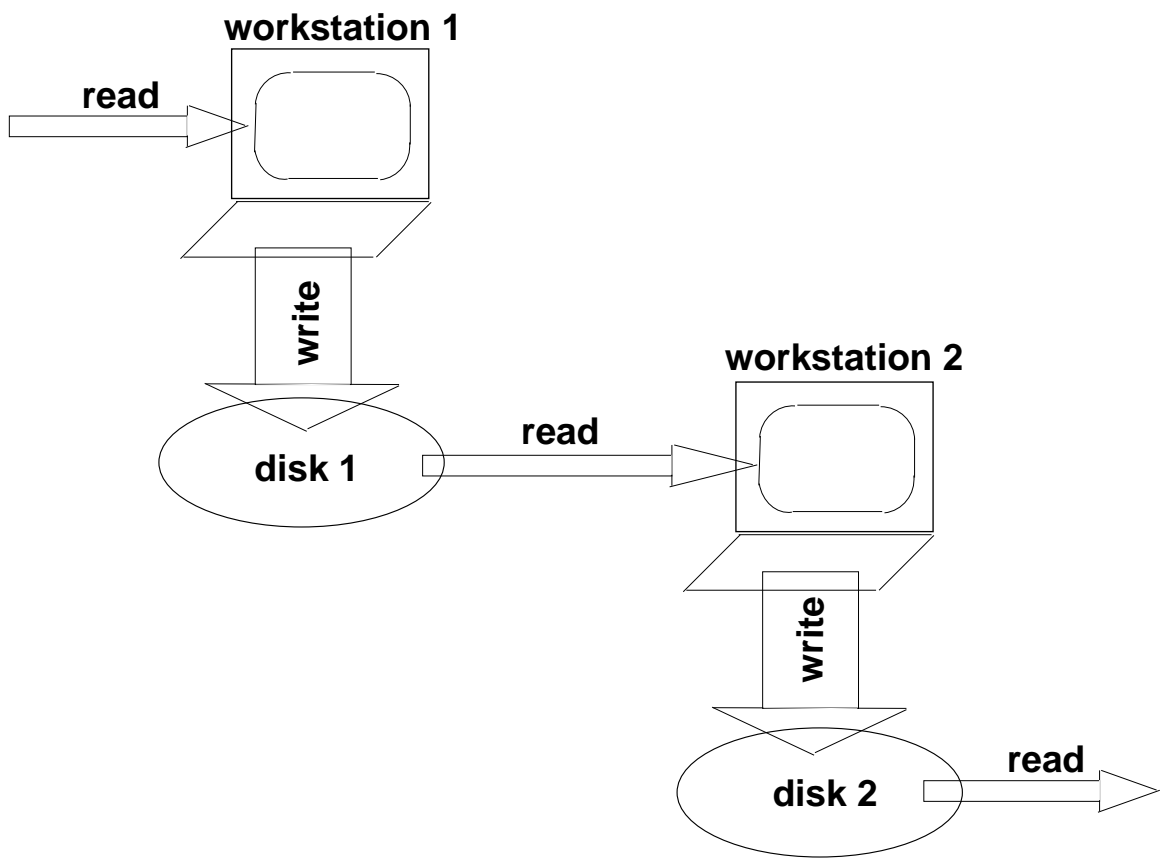 workstation 1
read
write
workstation 2
read
disk 1
write
read
disk 2